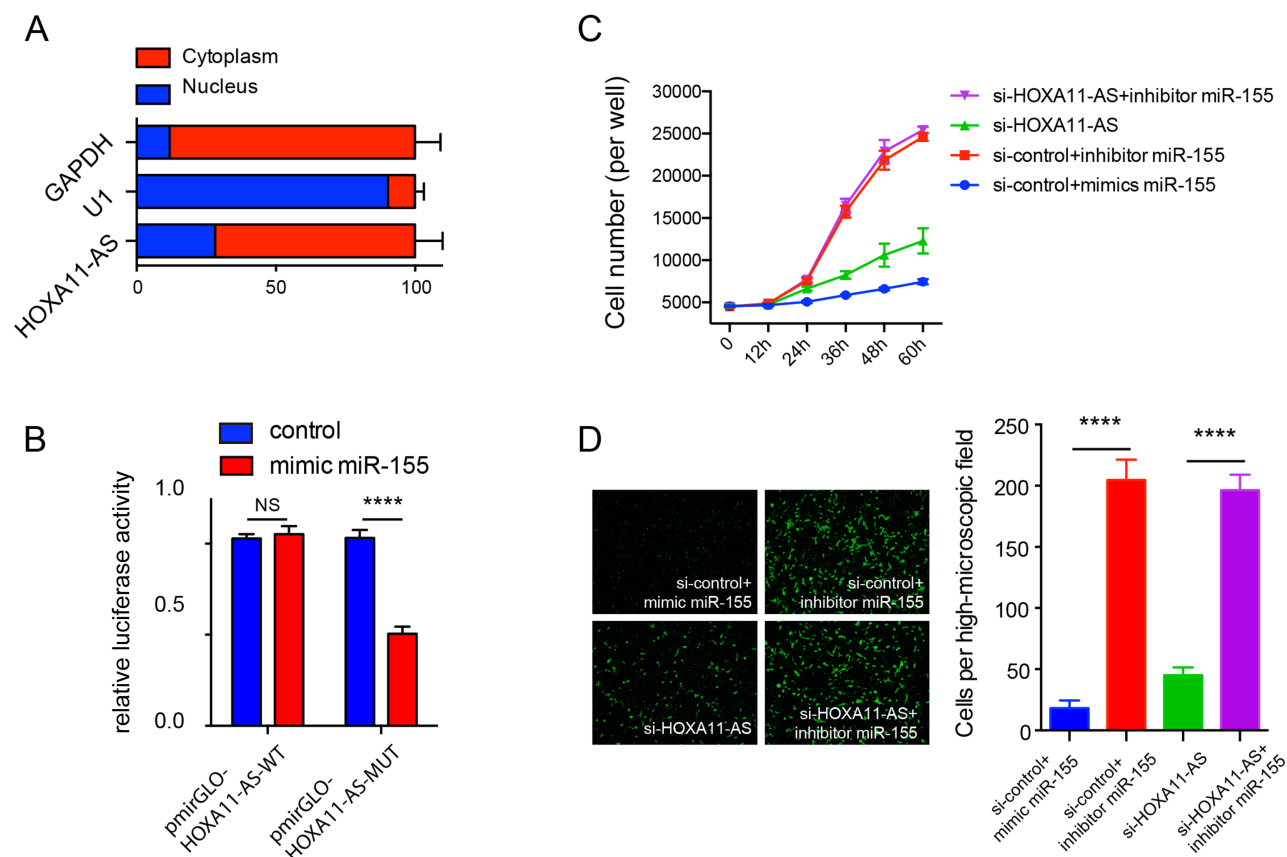 A
Cytoplasm
Nucleus
GAPDH
U1
HOXA11-AS
0
50
100
C
Cell number (per well)
30000
25000
20000
15000
10000
5000
0
12h
24h
36h
48h
60h
si-HOXA11-AS+inhibitor miR-155
si-HOXA11-AS
si-control+inhibitor miR-155
si-control+mimics miR-155
B
control
mimic miR-155
relative luciferase activity
1.0
0.5
0.0
NS
****
pmirGLO-
HOXA11-AS-WT
pmirGLO-
HOXA11-AS-MUT
D
si-control+
mimic miR-155
si-control+
inhibitor miR-155
si-HOXA11-AS
si-HOXA11-AS+
inhibitor miR-155
Cells per high-microscopic field
250
200
150
100
50
0
****
****
si-control+
mimic miR-155
si-control+
inhibitor miR-155
si-HOXA11-AS
si-HOXA11-AS+
inhibitor miR-155